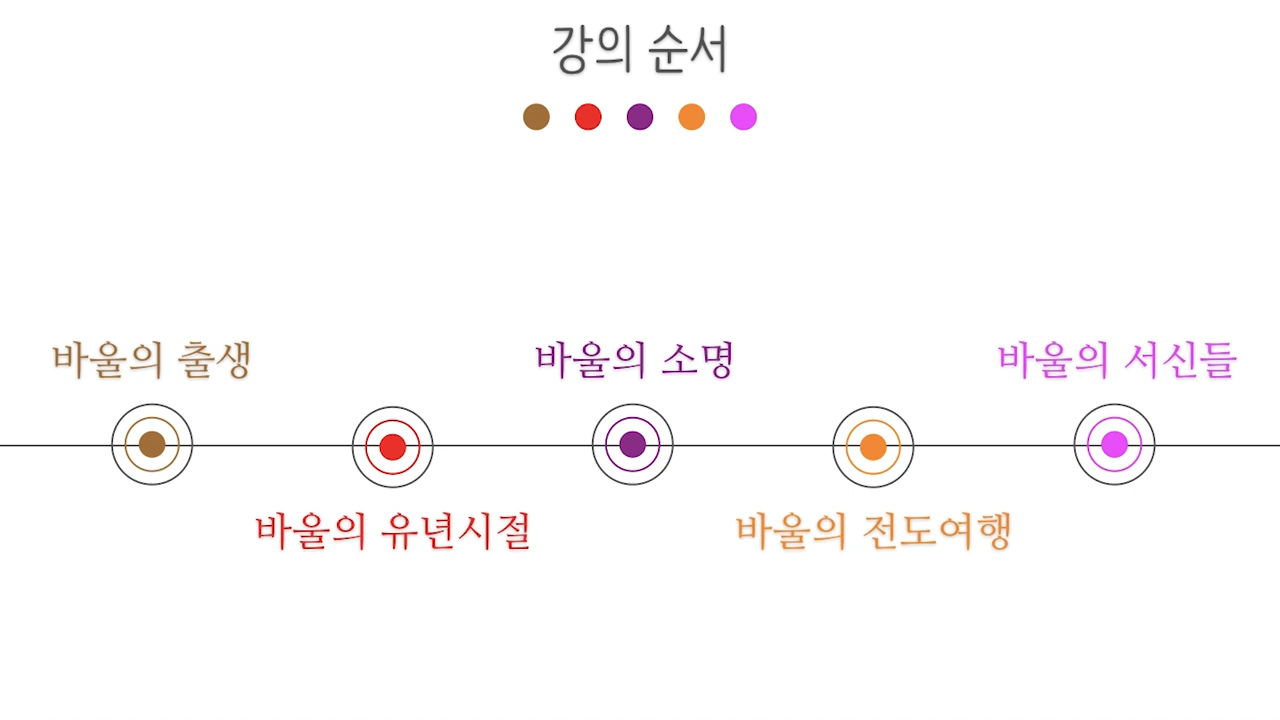 강의 순서
바울의 출생
바울의 유년시절
바울의 소명
바울의 전도여행
바울의 서신들